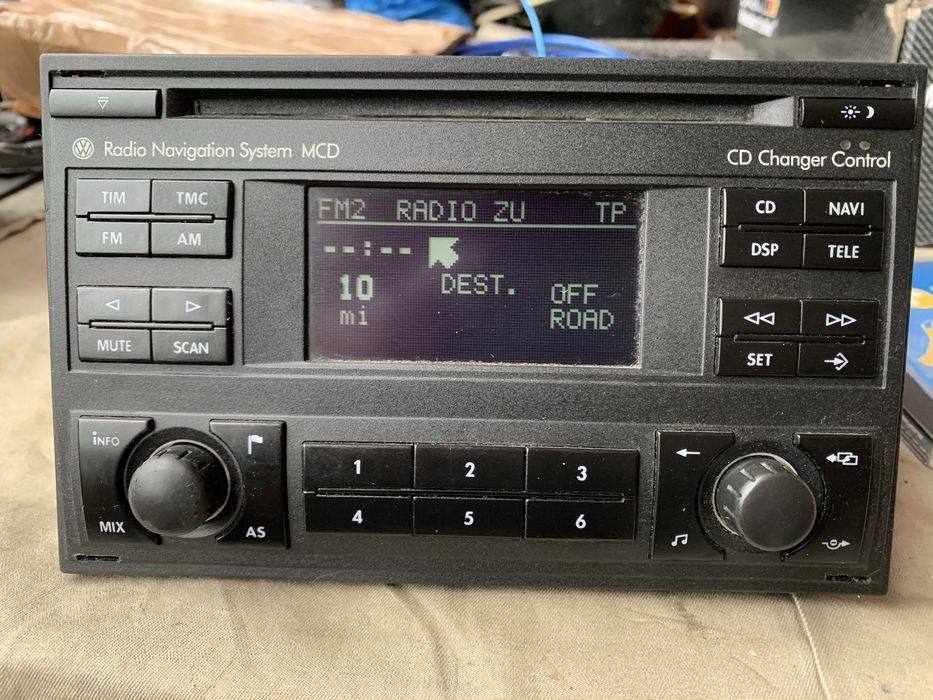 Radio Navigation System MCD
CD Changer Control
TIM TMC
FM AM
MUTE SCAN
FM2 RADIO ZU TP
--:--
10 DEST. OFF
mi ROAD
CD NAVI
DSP TELE
SET
INFO
MIX AS
1 2 3
4 5 6